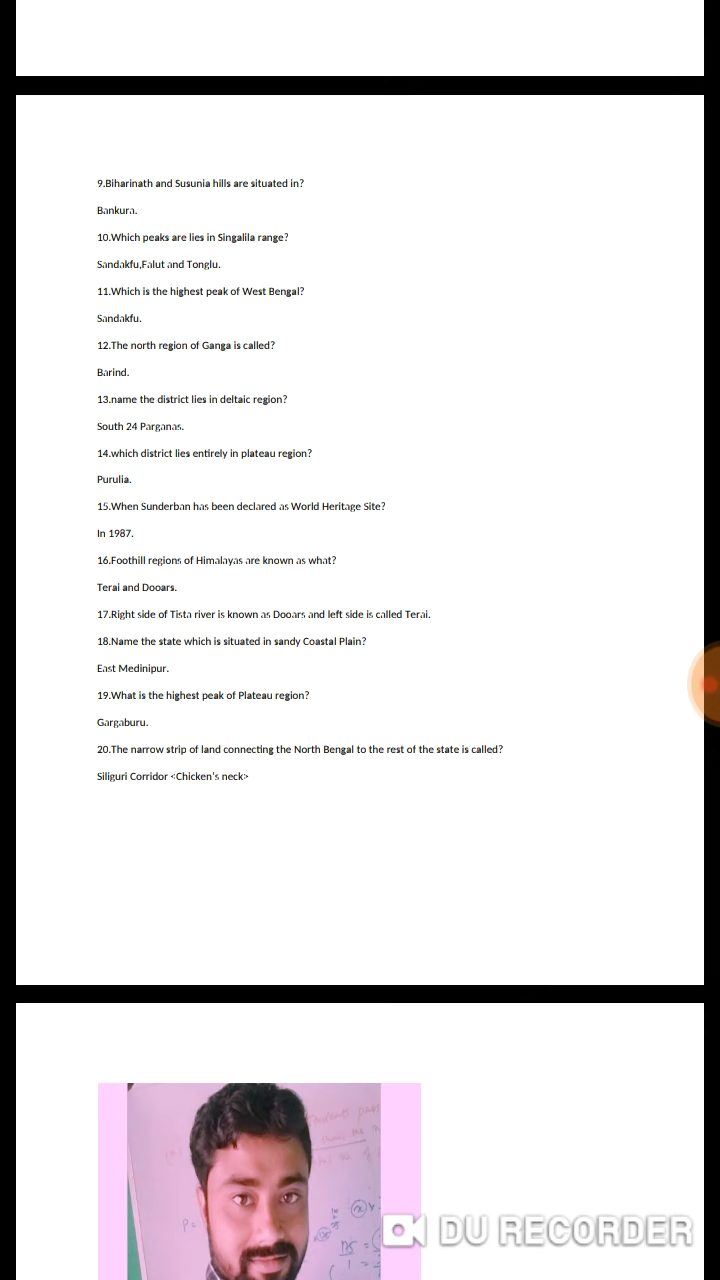 9.Biharinath and Susunia hills are situated in?
Bankura.
10.Which peaks are lies in Singalila range?
Sandakfu,Falut and Tonglu.
11.Which is the highest peak of West Bengal?
Sandakfu.
12.The north region of Ganga is called?
Barind.
13.name the district lies in deltaic region?
South 24 Parganas.
14.which district lies entirely in plateau region?
Purulia.
15.When Sunderban has been declared as World Heritage Site?
In 1987.
16.Foothill regions of Himalayas are known as what?
Terai and Dooars.
17.Right side of Tista river is known as Dooars and left side is called Terai.
18.Name the state which is situated in sandy Coastal Plain?
East Medinipur.
19.What is the highest peak of Plateau region?
Gargaburu.
20.The narrow strip of land connecting the North Bengal to the rest of the state is called?
Siliguri Corridor <Chicken's neck>
DU RECORDER